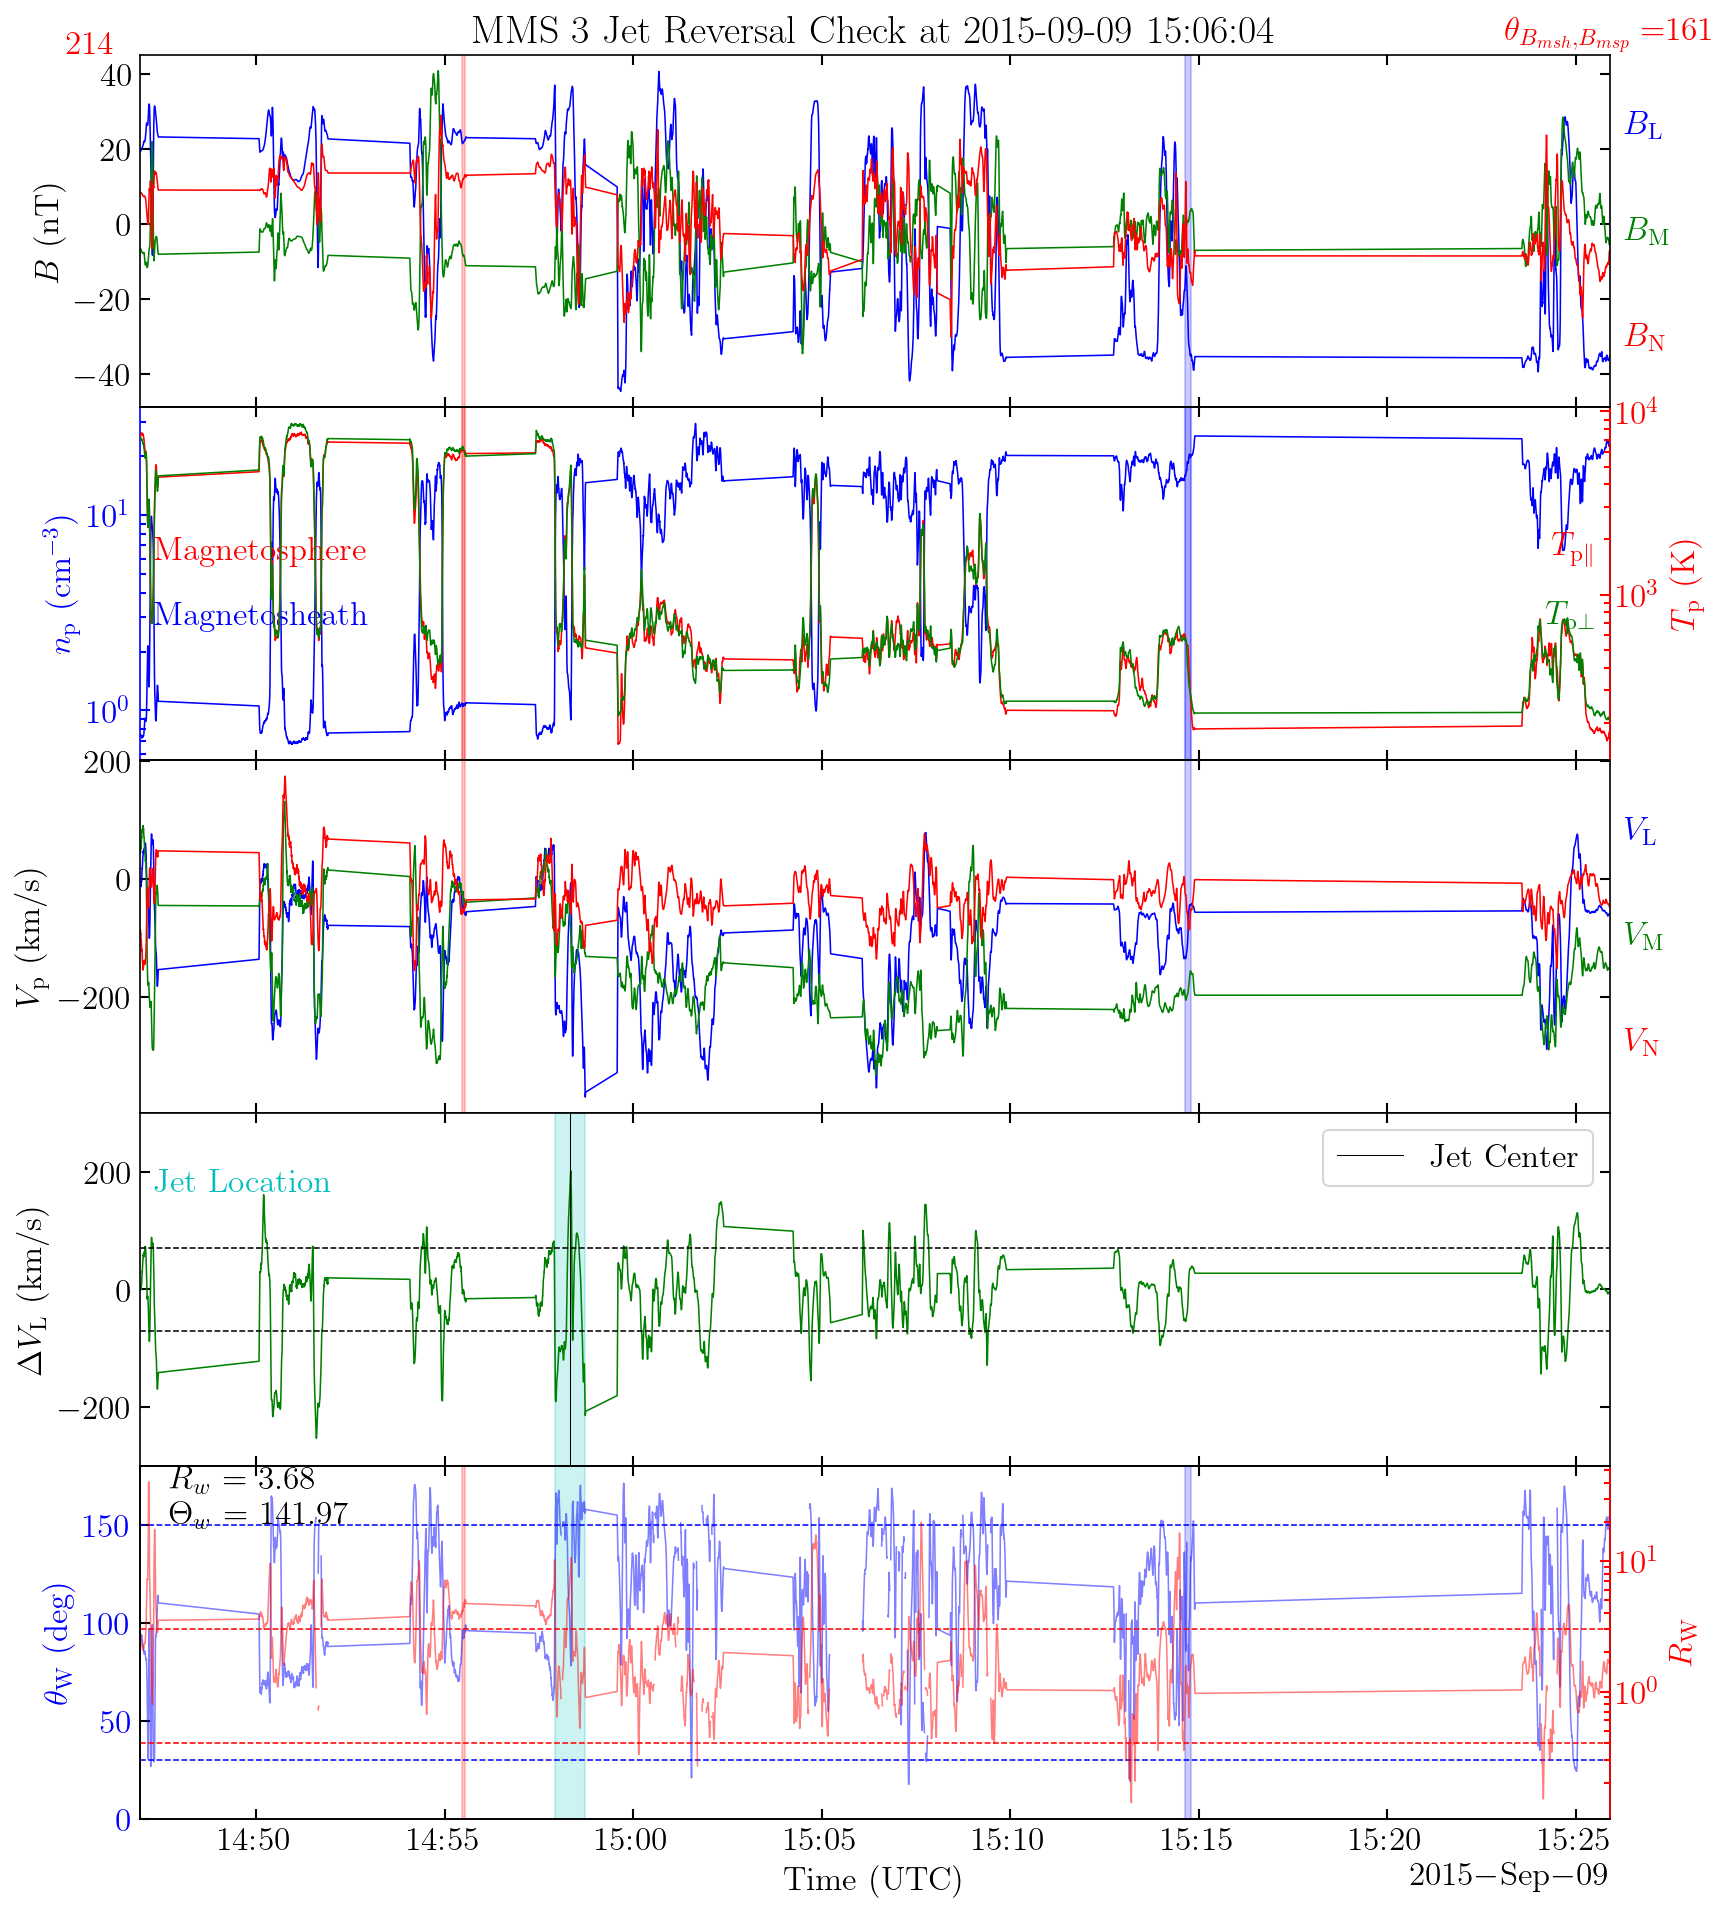 MMS 3 Jet Reversal Check at 2015-09-09 15:06:04
214
θ_{B_{msh},B_{msp}} =161
40
20
0
−20
−40
B (nT)
B_L
B_M
B_N
10^1
10^0
n_p (cm^{−3})
Magnetosphere
Magnetosheath
10^4
10^3
T_p (K)
T_{p∥}
T_{p⊥}
200
0
−200
V_p (km/s)
V_L
V_M
V_N
200
0
−200
ΔV_L (km/s)
Jet Location
Jet Center
R_w = 3.68
Θ_w = 141.97
150
100
50
0
θ_W (deg)
10^1
10^0
R_W
14:50 14:55 15:00 15:05 15:10 15:15 15:20 15:25
Time (UTC)
2015−Sep−09